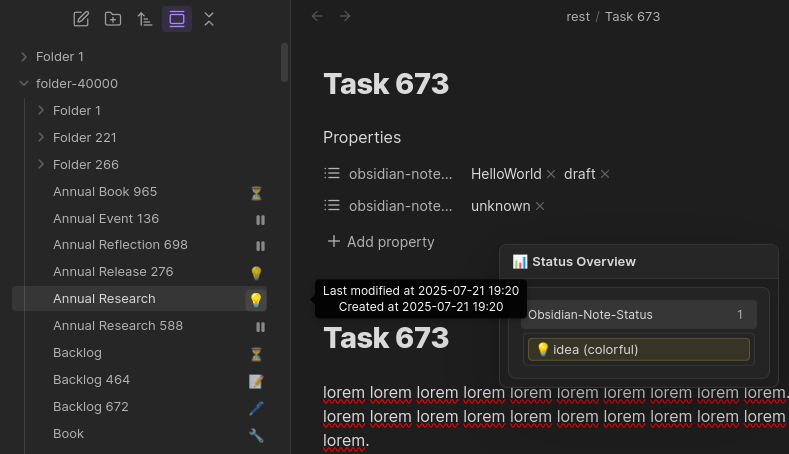 rest / Task 673
Folder 1
folder-40000
Folder 1
Folder 221
Folder 266
Annual Book 965
Annual Event 136
Annual Reflection 698
Annual Release 276
Annual Research
Annual Research 588
Backlog
Backlog 464
Backlog 672
Book
Task 673
Properties
obsidian-note... HelloWorld × draft ×
obsidian-note... unknown ×
+ Add property
Last modified at 2025-07-21 19:20
Created at 2025-07-21 19:20
Status Overview
Obsidian-Note-Status 1
idea (colorful)
Task 673
lorem lorem lorem lorem lorem lorem lorem lorem lorem lorem.
lorem lorem lorem lorem lorem lorem lorem lorem lorem lorem
lorem.